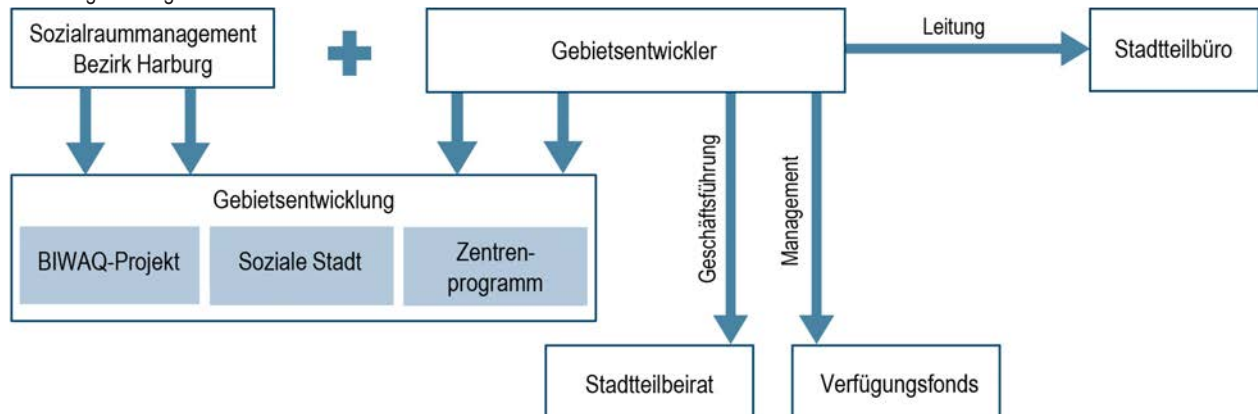 Sozialraummanagement
Bezirk Harburg
Gebietsentwickler
Leitung
Stadtteilbüro
Geschäftsführung
Management
Gebietsentwicklung
BIWAQ-Projekt
Soziale Stadt
Zentren-
programm
Stadtteilbeirat
Verfügungsfonds